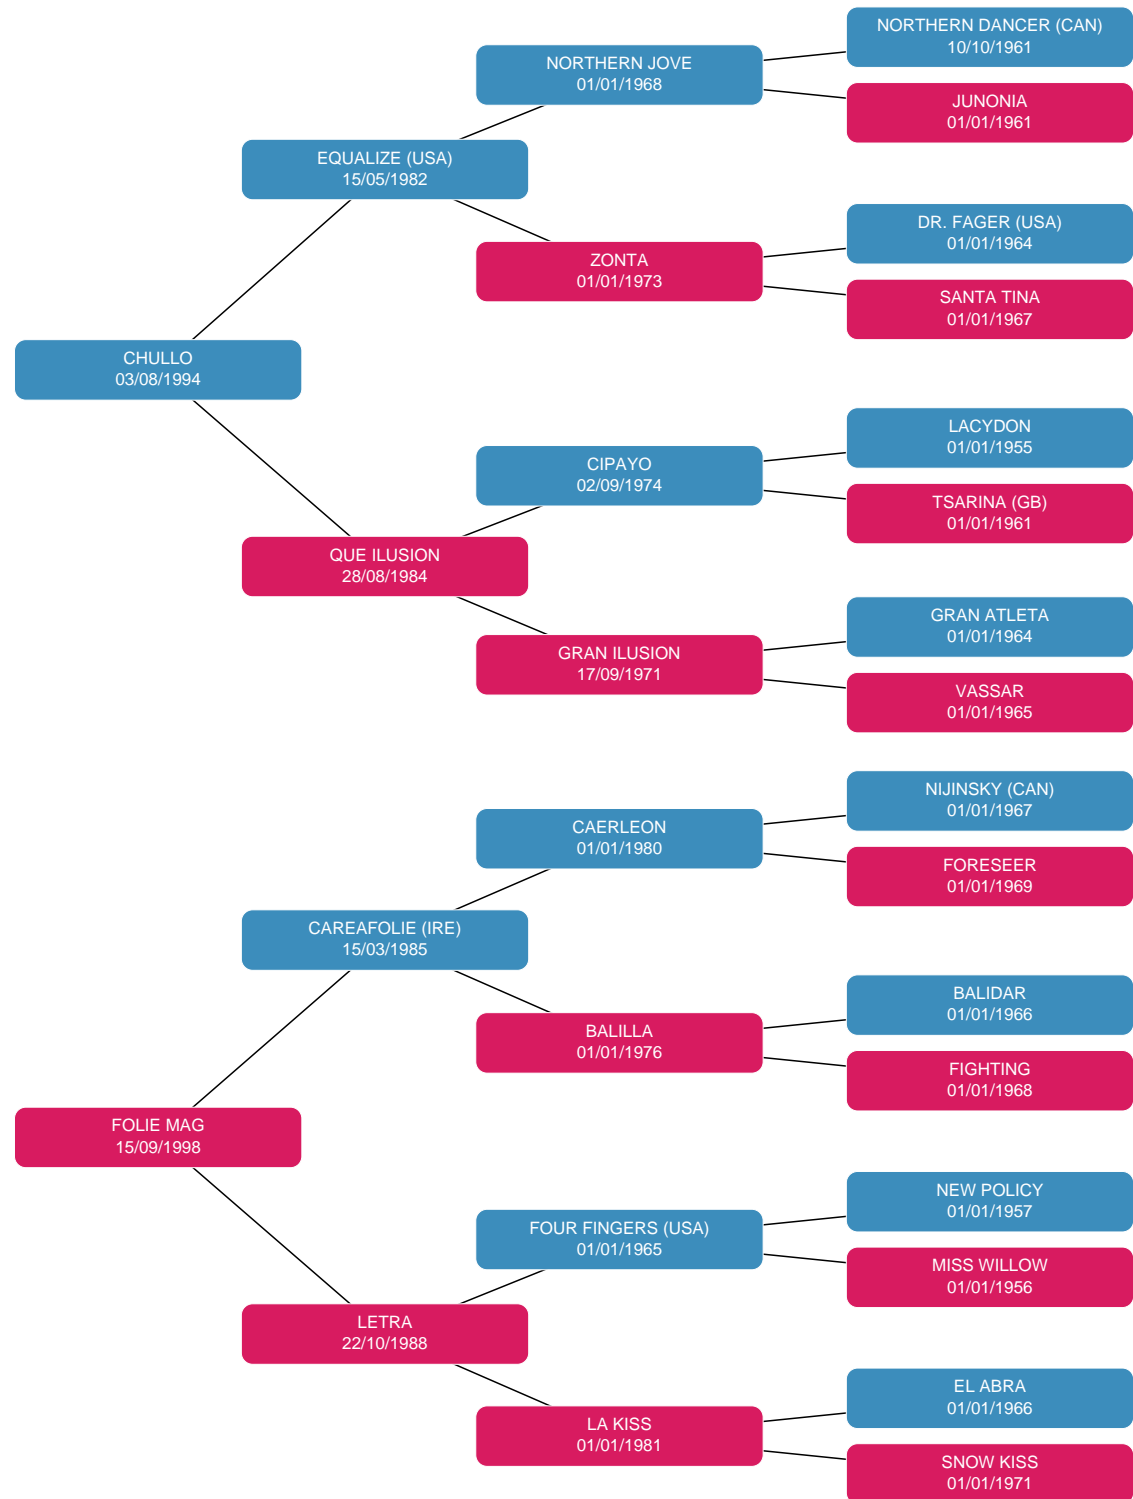 NORTHERN DANCER (CAN)
10/10/1961
NORTHERN JOVE
01/01/1968
JUNONIA
01/01/1961
EQUALIZE (USA)
15/05/1982
DR. FAGER (USA)
01/01/1964
ZONTA
01/01/1973
SANTA TINA
01/01/1967
CHULLO
03/08/1994
LACYDON
01/01/1955
CIPAYO
02/09/1974
TSARINA (GB)
01/01/1961
QUE ILUSION
28/08/1984
GRAN ATLETA
01/01/1964
GRAN ILUSION
17/09/1971
VASSAR
01/01/1965
NIJINSKY (CAN)
01/01/1967
CAERLEON
01/01/1980
FORESEER
01/01/1969
CAREAFOLIE (IRE)
15/03/1985
BALIDAR
01/01/1966
BALILLA
01/01/1976
FIGHTING
01/01/1968
FOLIE MAG
15/09/1998
NEW POLICY
01/01/1957
FOUR FINGERS (USA)
01/01/1965
MISS WILLOW
01/01/1956
LETRA
22/10/1988
EL ABRA
01/01/1966
LA KISS
01/01/1981
SNOW KISS
01/01/1971